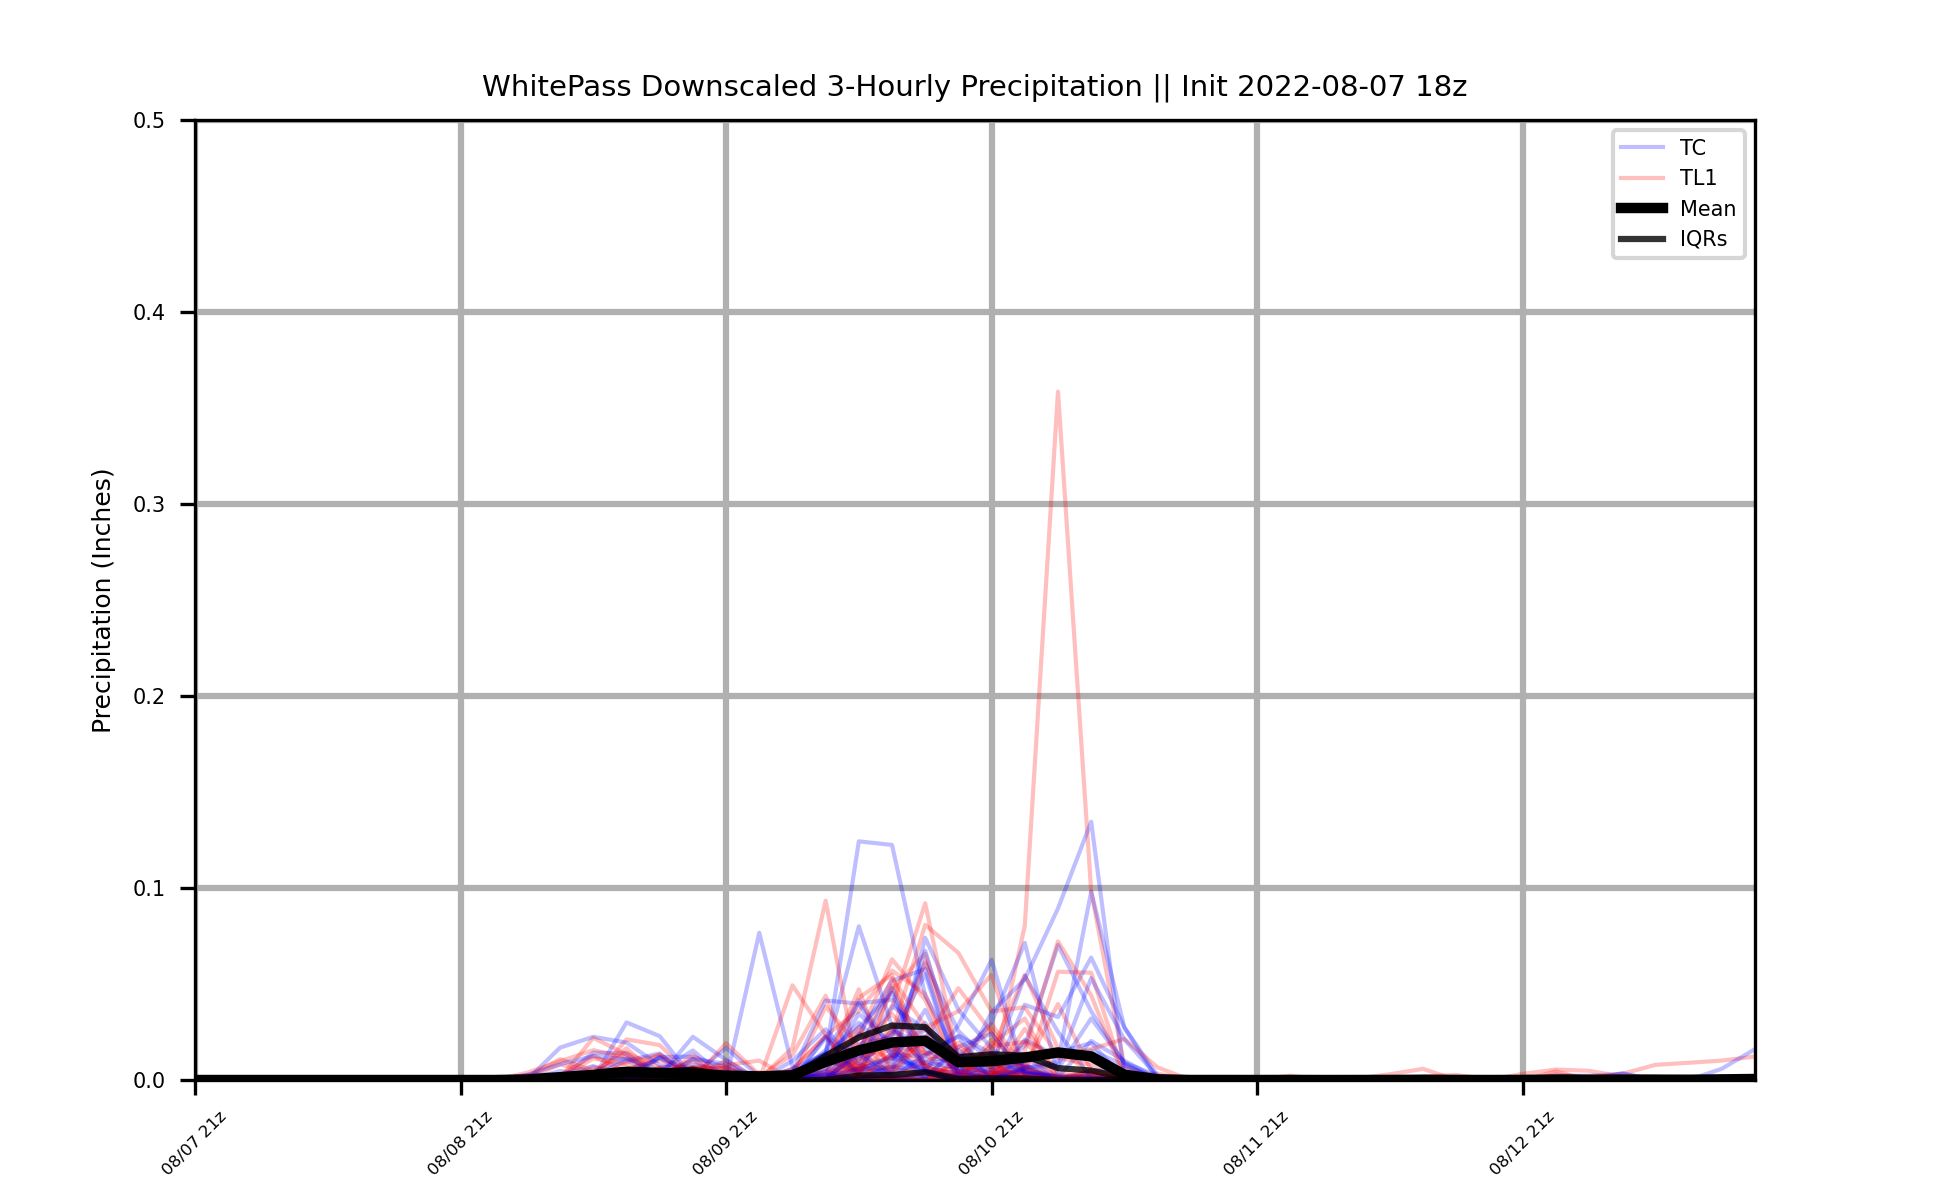 WhitePass Downscaled 3-Hourly Precipitation || Init 2022-08-07 18z
Precipitation (Inches)
0.5
0.4
0.3
0.2
0.1
0.0
TC
TL1
Mean
IQRs
08/07 21z
08/08 21z
08/09 21z
08/10 21z
08/11 21z
08/12 21z